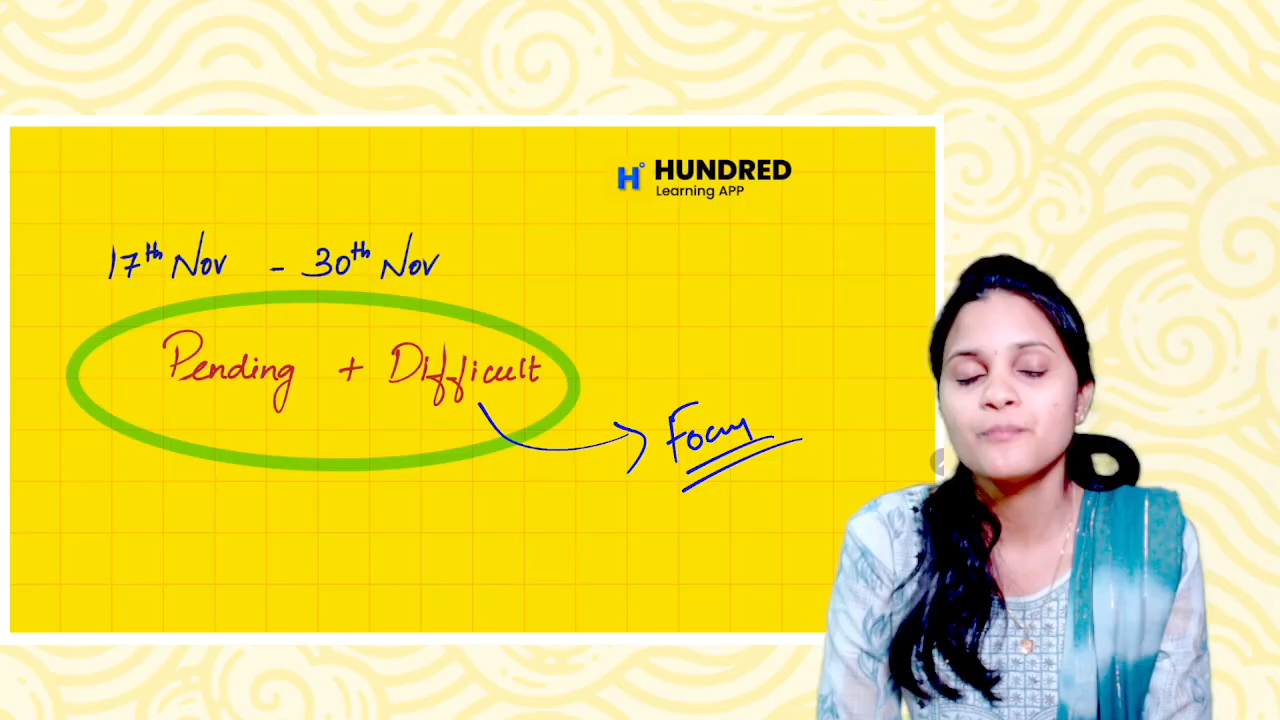 HUNDRED
Learning APP
17th Nov - 30th Nov
Pending + Difficult
Focus